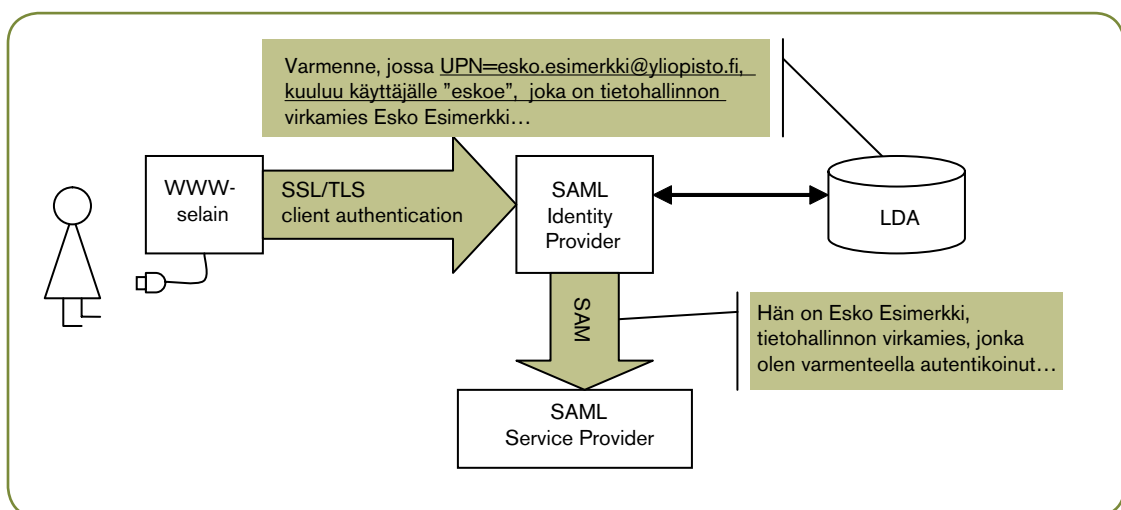 Varmenne, jossa UPN=esko.esimerkki@yliopisto.fi,
kuuluu käyttäjälle ”eskoe”, joka on tietohallinnon
virkamies Esko Esimerkki…
WWW-
selain
SSL/TLS
client authentication
SAML
Identity
Provider
LDA
SAM
Hän on Esko Esimerkki,
tietohallinnon virkamies, jonka
olen varmenteella autentikoinut…
SAML
Service Provider